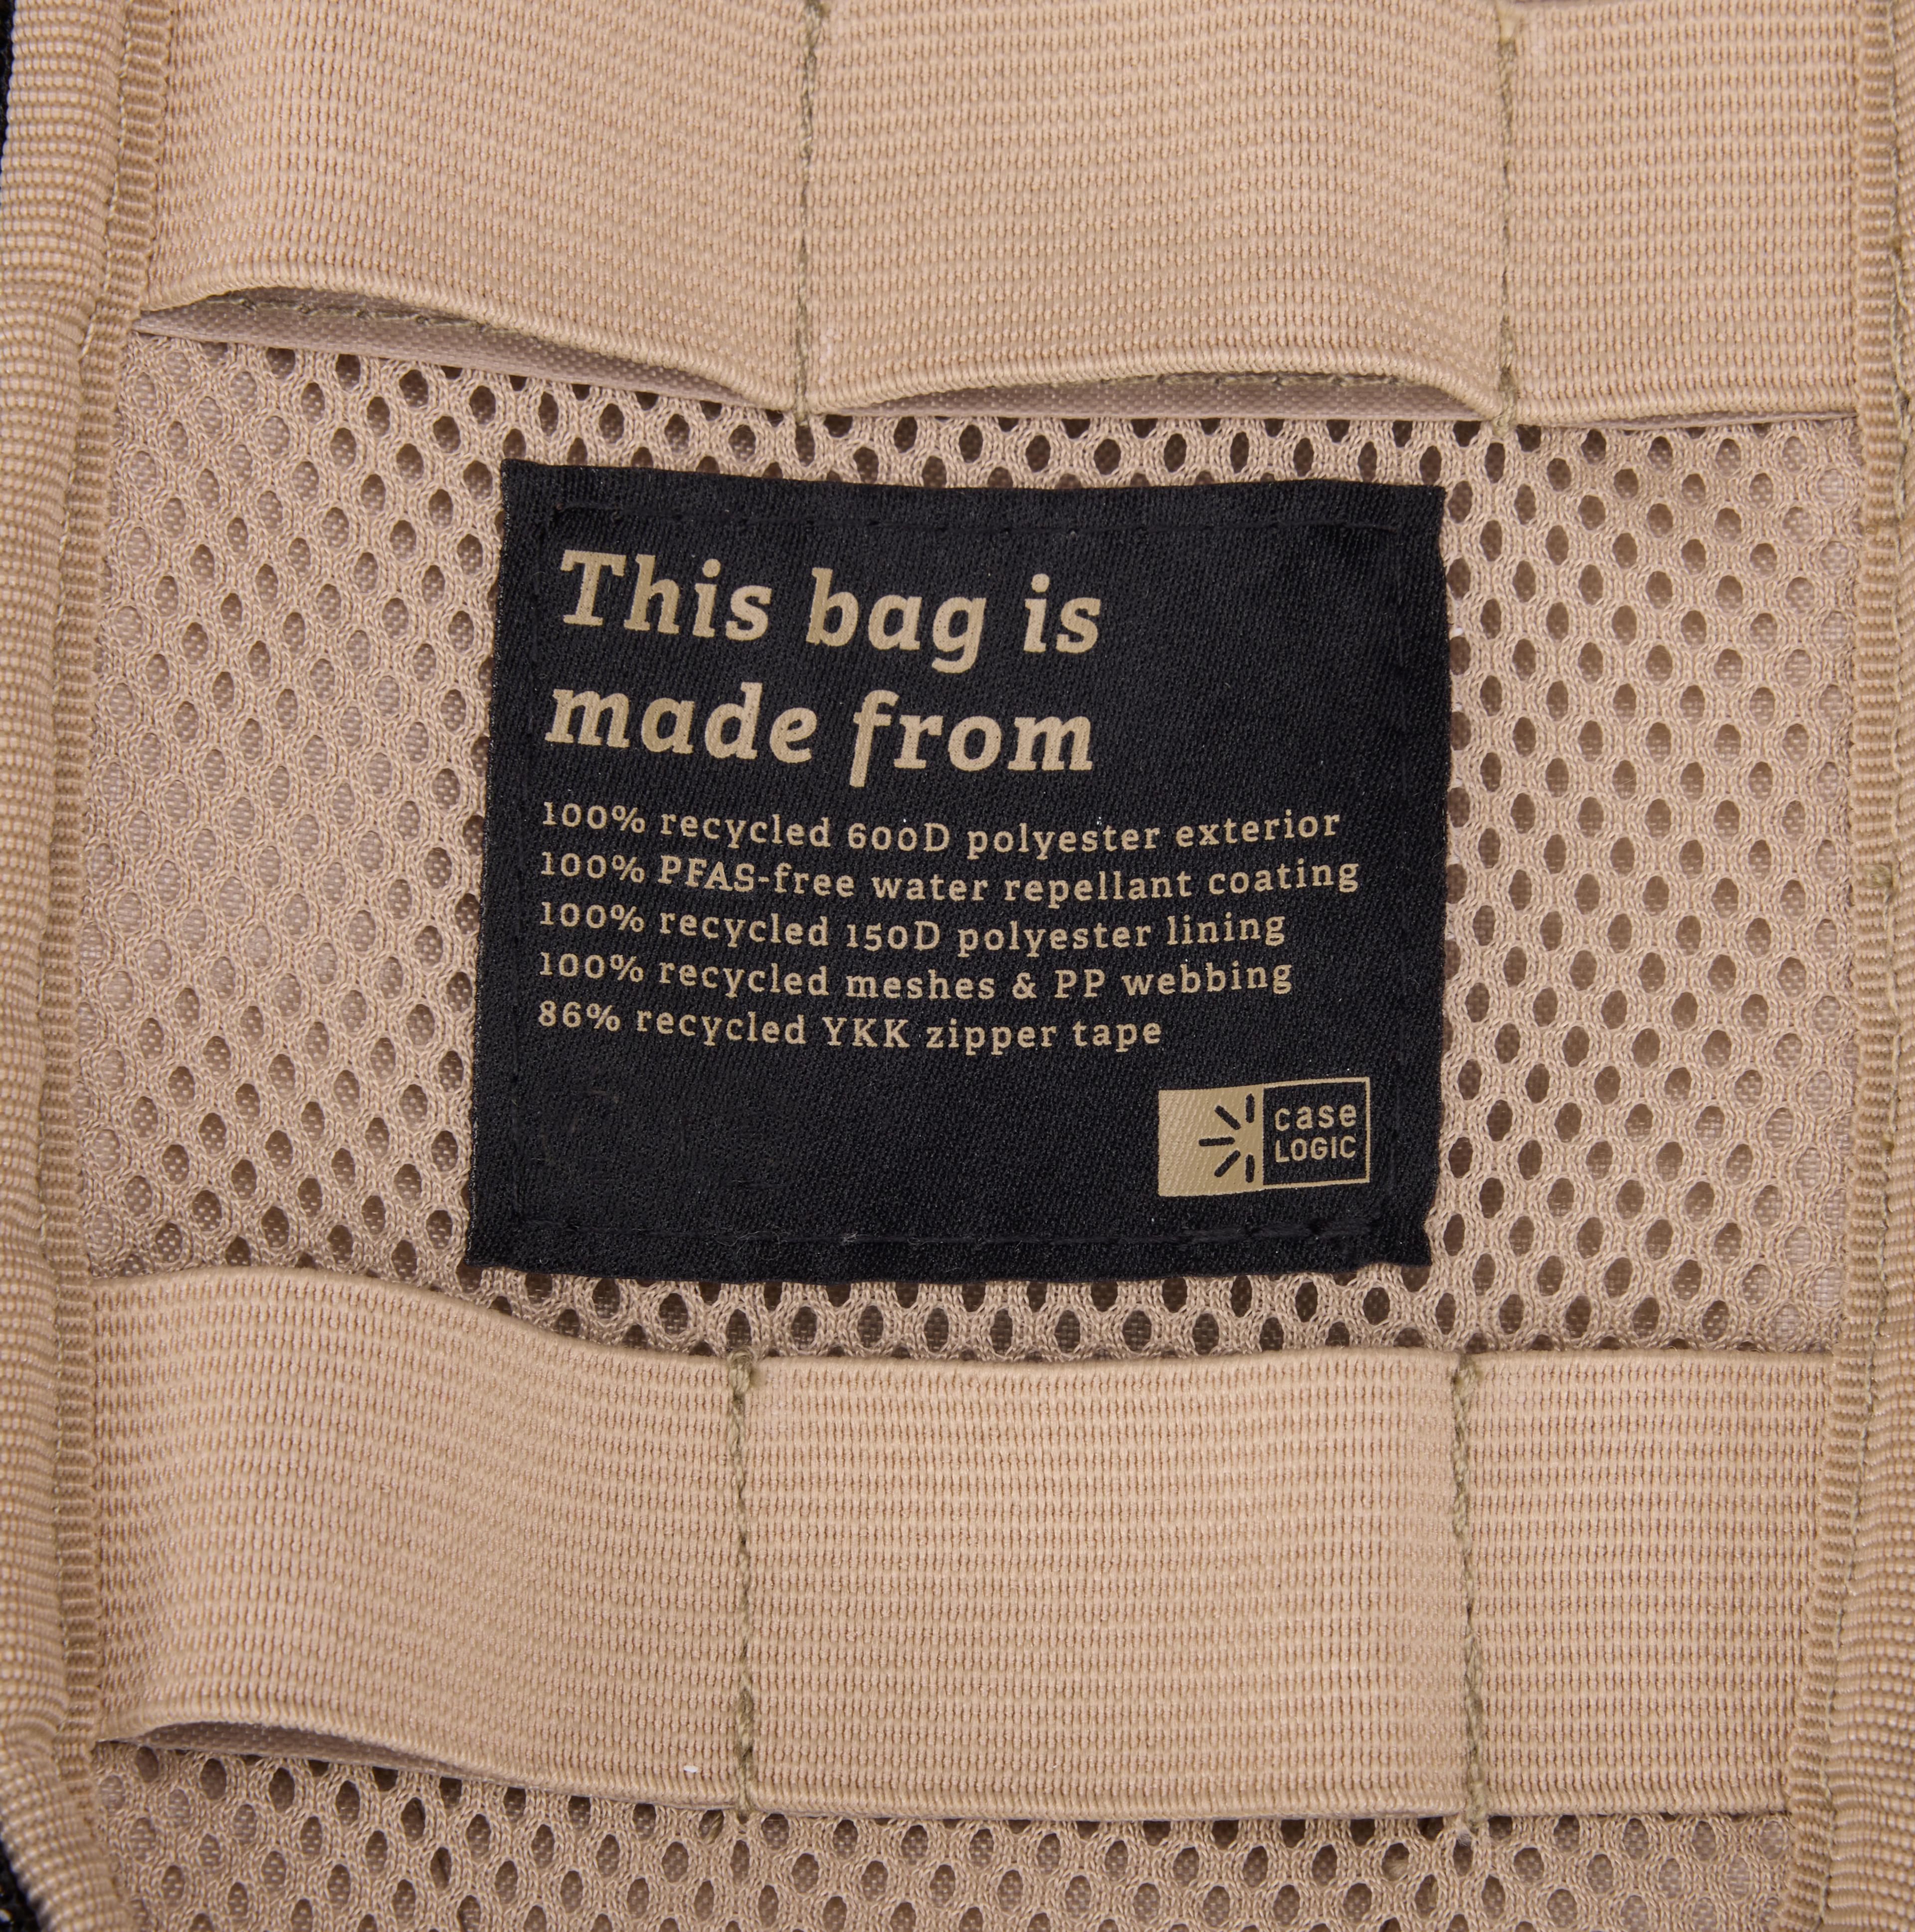 This bag is
made from
100% recycled 600D polyester exterior
100% PFAS-free water repellant coating
100% recycled 150D polyester lining
100% recycled meshes & PP webbing
86% recycled YKK zipper tape
case
LOGIC